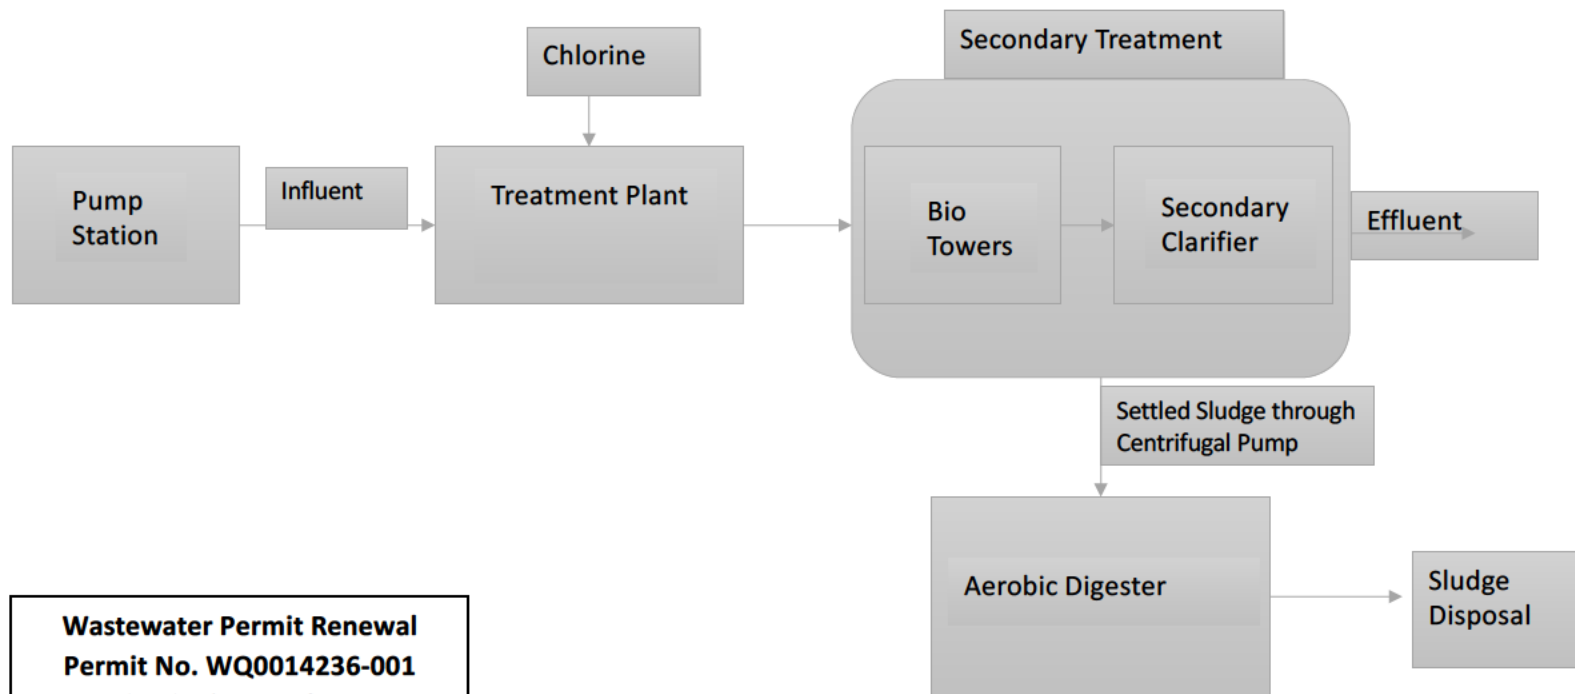 Chlorine
Secondary Treatment
Pump
Station
Influent
Treatment Plant
Bio
Towers
Secondary
Clarifier
Effluent
Settled Sludge through
Centrifugal Pump
Aerobic Digester
Sludge
Disposal
Wastewater Permit Renewal
Permit No. WQ0014236-001